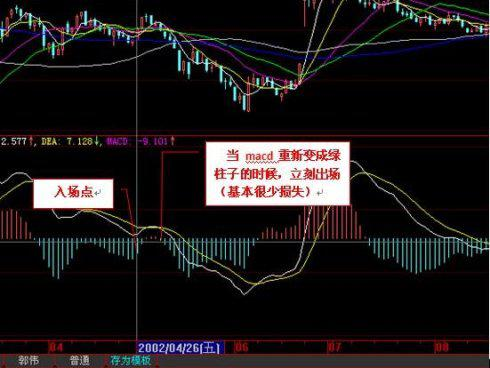 2.577↑, DEA: 7.128↓, MACD: -9.101↑
当 macd 重新变成绿
柱子的时候，立刻出场
（基本很少损失）
入场点
04
2002/04/26(五)
06
07
08
郭伟
普通
存为模板